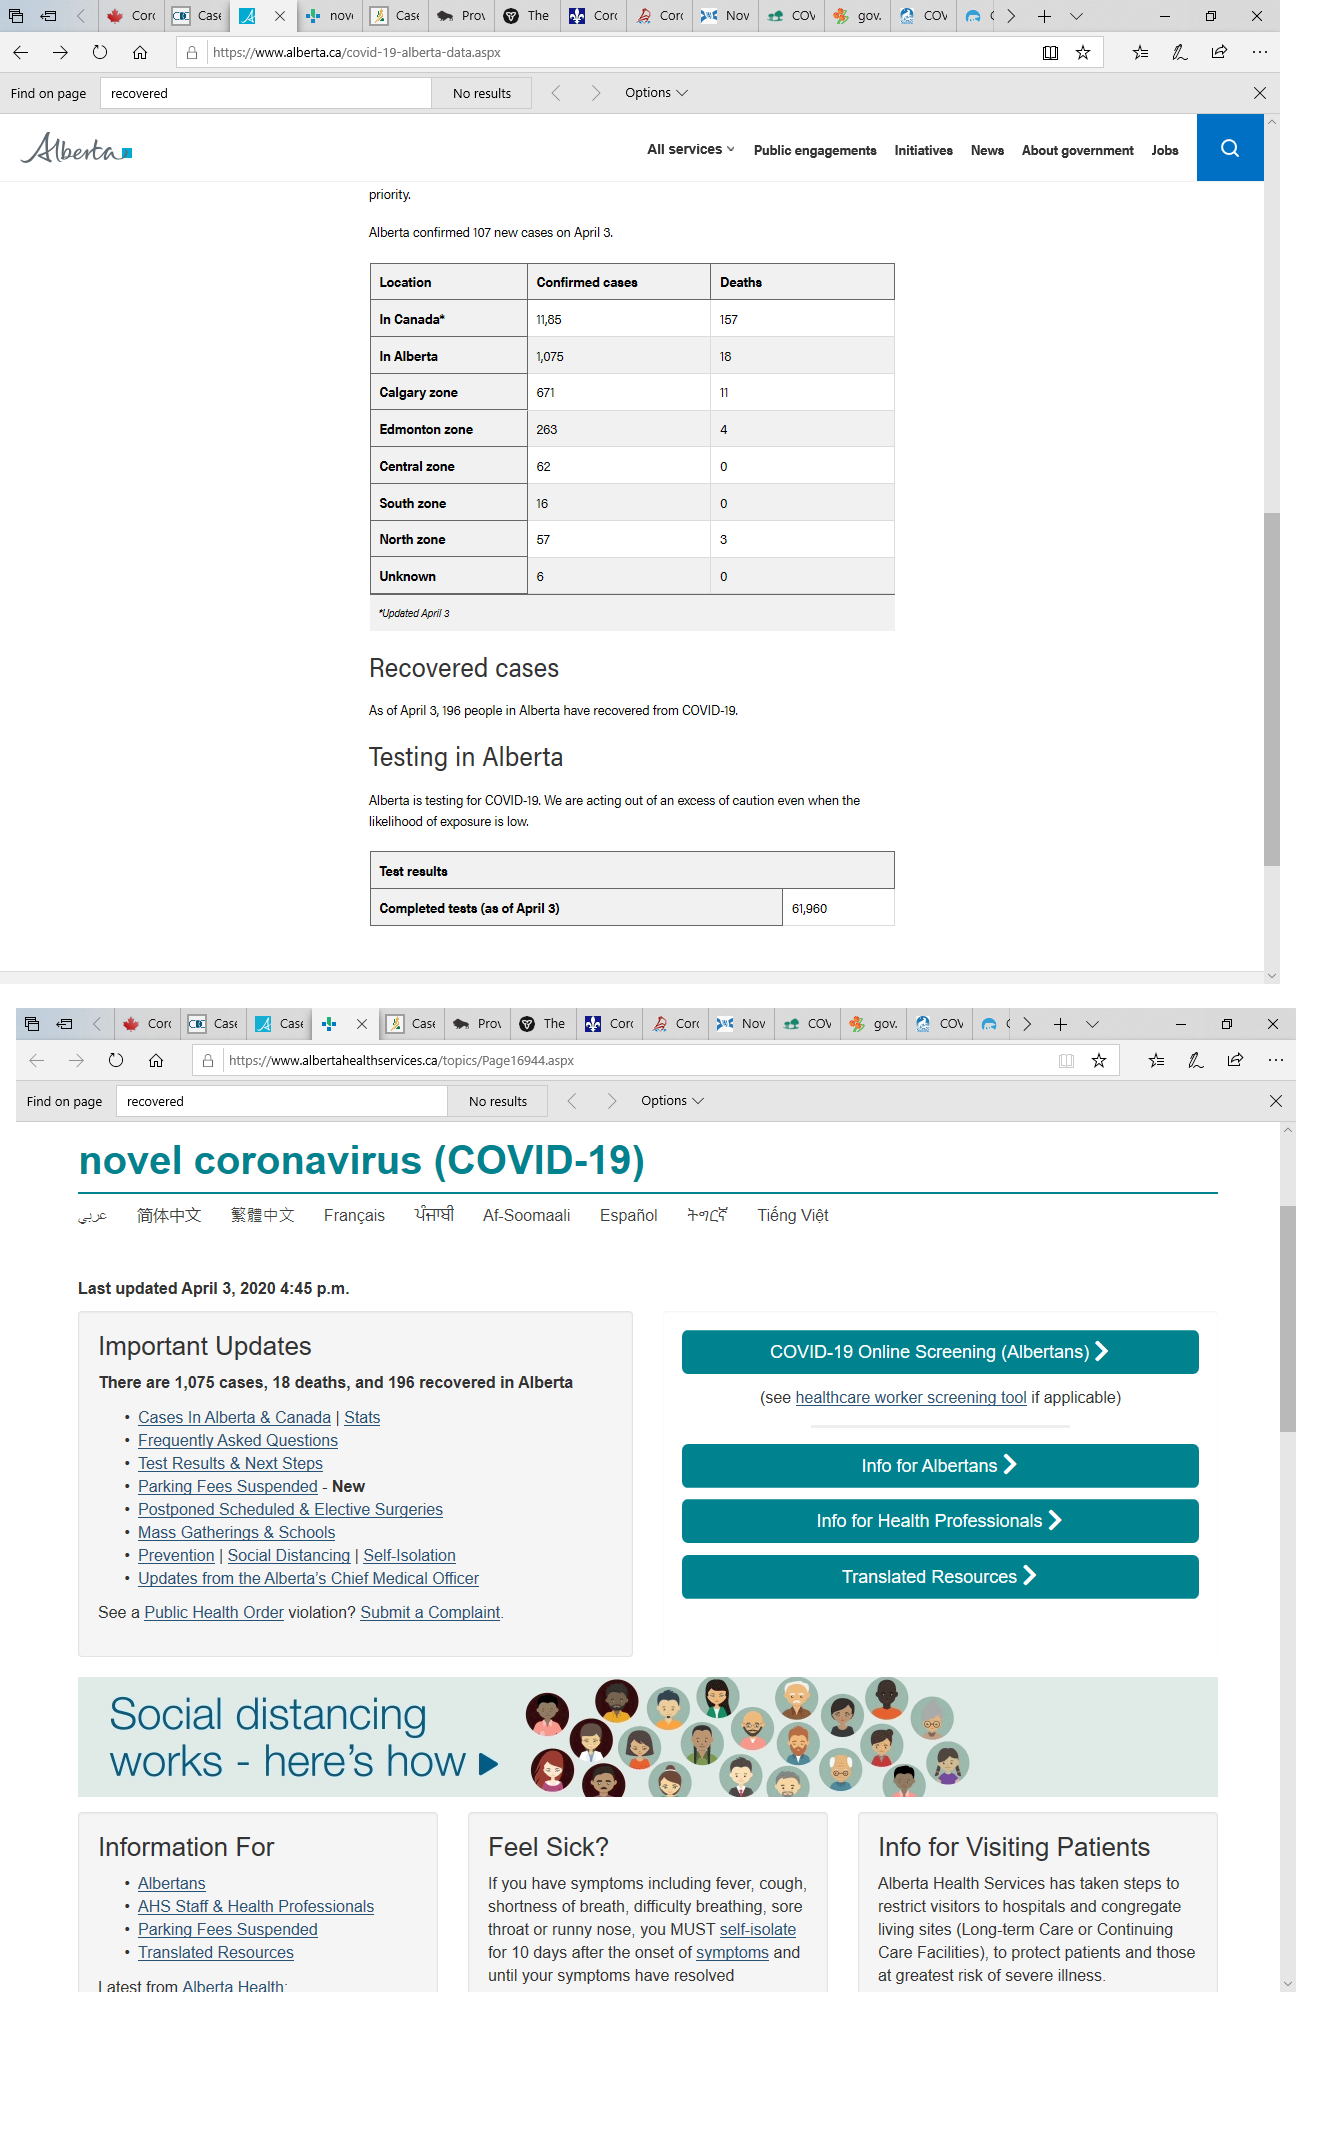 Corc Case nov Case Prov The Corc Corc Nov COV gov. COV
https://www.alberta.ca/covid-19-alberta-data.aspx
Find on page recovered No results Options
Alberta All services Public engagements Initiatives News About government Jobs
priority.
Alberta confirmed 107 new cases on April 3.
Location Confirmed cases Deaths
In Canada* 11,85 157
In Alberta 1,075 18
Calgary zone 671 11
Edmonton zone 263 4
Central zone 62 0
South zone 16 0
North zone 57 3
Unknown 6 0
*Updated April 3
Recovered cases
As of April 3, 196 people in Alberta have recovered from COVID-19.
Testing in Alberta
Alberta is testing for COVID-19. We are acting out of an excess of caution even when the
likelihood of exposure is low.
Test results
Completed tests (as of April 3) 61,960
Corc Case Case Case Prov The Corc Corc Nov COV gov. COV
https://www.albertahealthservices.ca/topics/Page16944.aspx
Find on page recovered No results Options
novel coronavirus (COVID-19)
عربي 简体中文 繁體中文 Français ਪੰਜਾਬੀ Af-Soomaali Español ትግርኛ Tiếng Việt
Last updated April 3, 2020 4:45 p.m.
Important Updates
There are 1,075 cases, 18 deaths, and 196 recovered in Alberta
• Cases In Alberta & Canada | Stats
• Frequently Asked Questions
• Test Results & Next Steps
• Parking Fees Suspended - New
• Postponed Scheduled & Elective Surgeries
• Mass Gatherings & Schools
• Prevention | Social Distancing | Self-Isolation
• Updates from the Alberta's Chief Medical Officer
See a Public Health Order violation? Submit a Complaint.
COVID-19 Online Screening (Albertans)
(see healthcare worker screening tool if applicable)
Info for Albertans
Info for Health Professionals
Translated Resources
Social distancing
works - here's how
Information For
• Albertans
• AHS Staff & Health Professionals
• Parking Fees Suspended
• Translated Resources
Latest from Alberta Health:
Feel Sick?
If you have symptoms including fever, cough,
shortness of breath, difficulty breathing, sore
throat or runny nose, you MUST self-isolate
for 10 days after the onset of symptoms and
until your symptoms have resolved
Info for Visiting Patients
Alberta Health Services has taken steps to
restrict visitors to hospitals and congregate
living sites (Long-term Care or Continuing
Care Facilities), to protect patients and those
at greatest risk of severe illness.